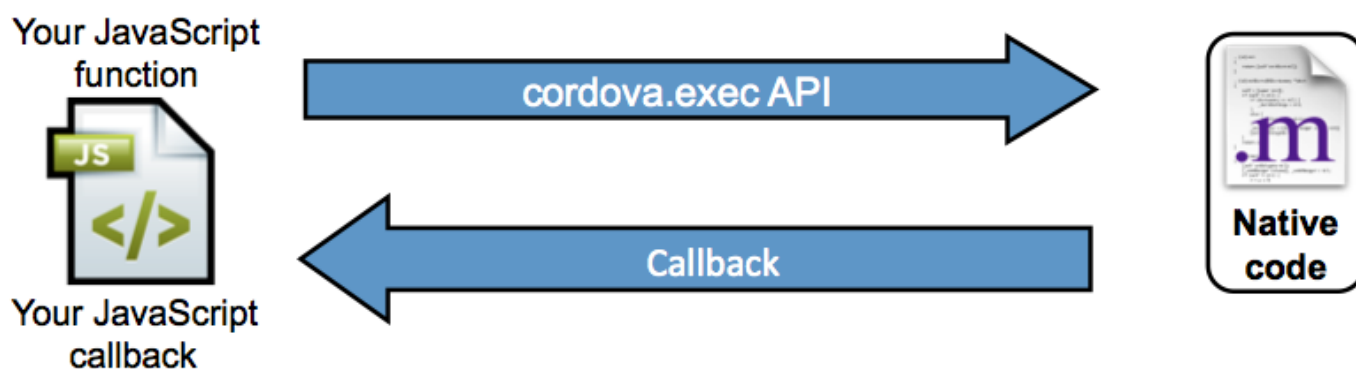 Your JavaScript
function
JS
</>
Your JavaScript
callback
cordova.exec API
Callback
.m
Native
code